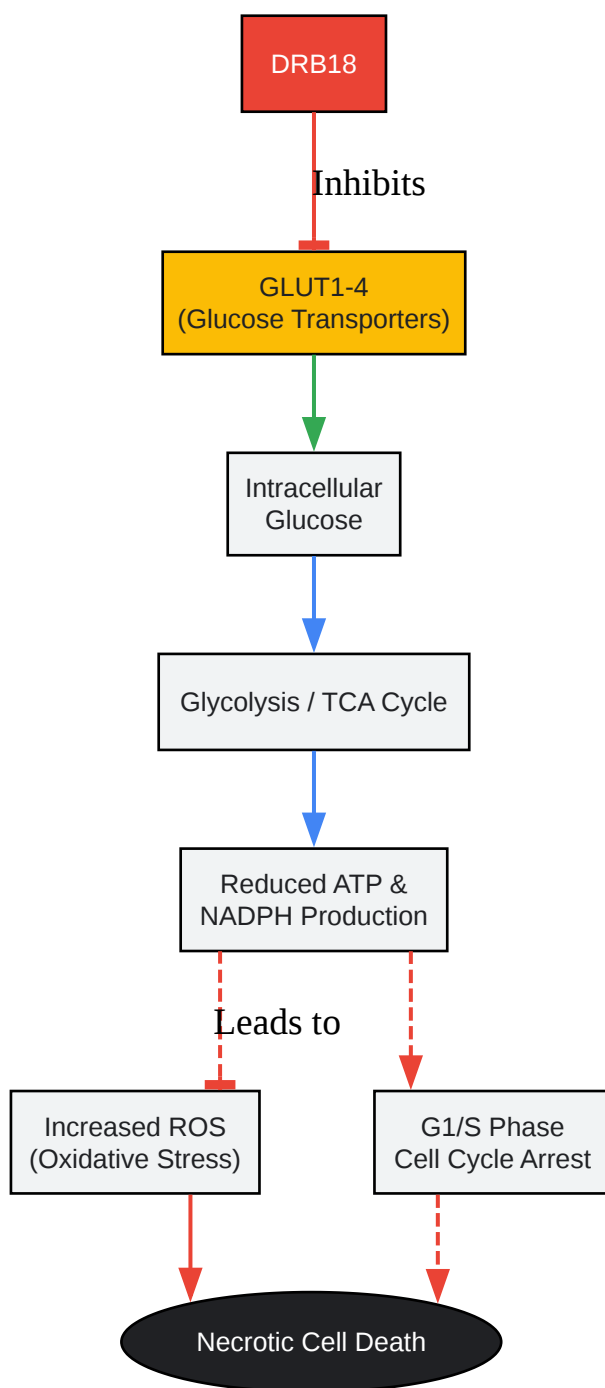 DRB18
Inhibits
GLUT1-4
(Glucose Transporters)
Intracellular
Glucose
Glycolysis / TCA Cycle
Reduced ATP &
NADPH Production
Leads to
Increased ROS
(Oxidative Stress)
G1/S Phase
Cell Cycle Arrest
Necrotic Cell Death